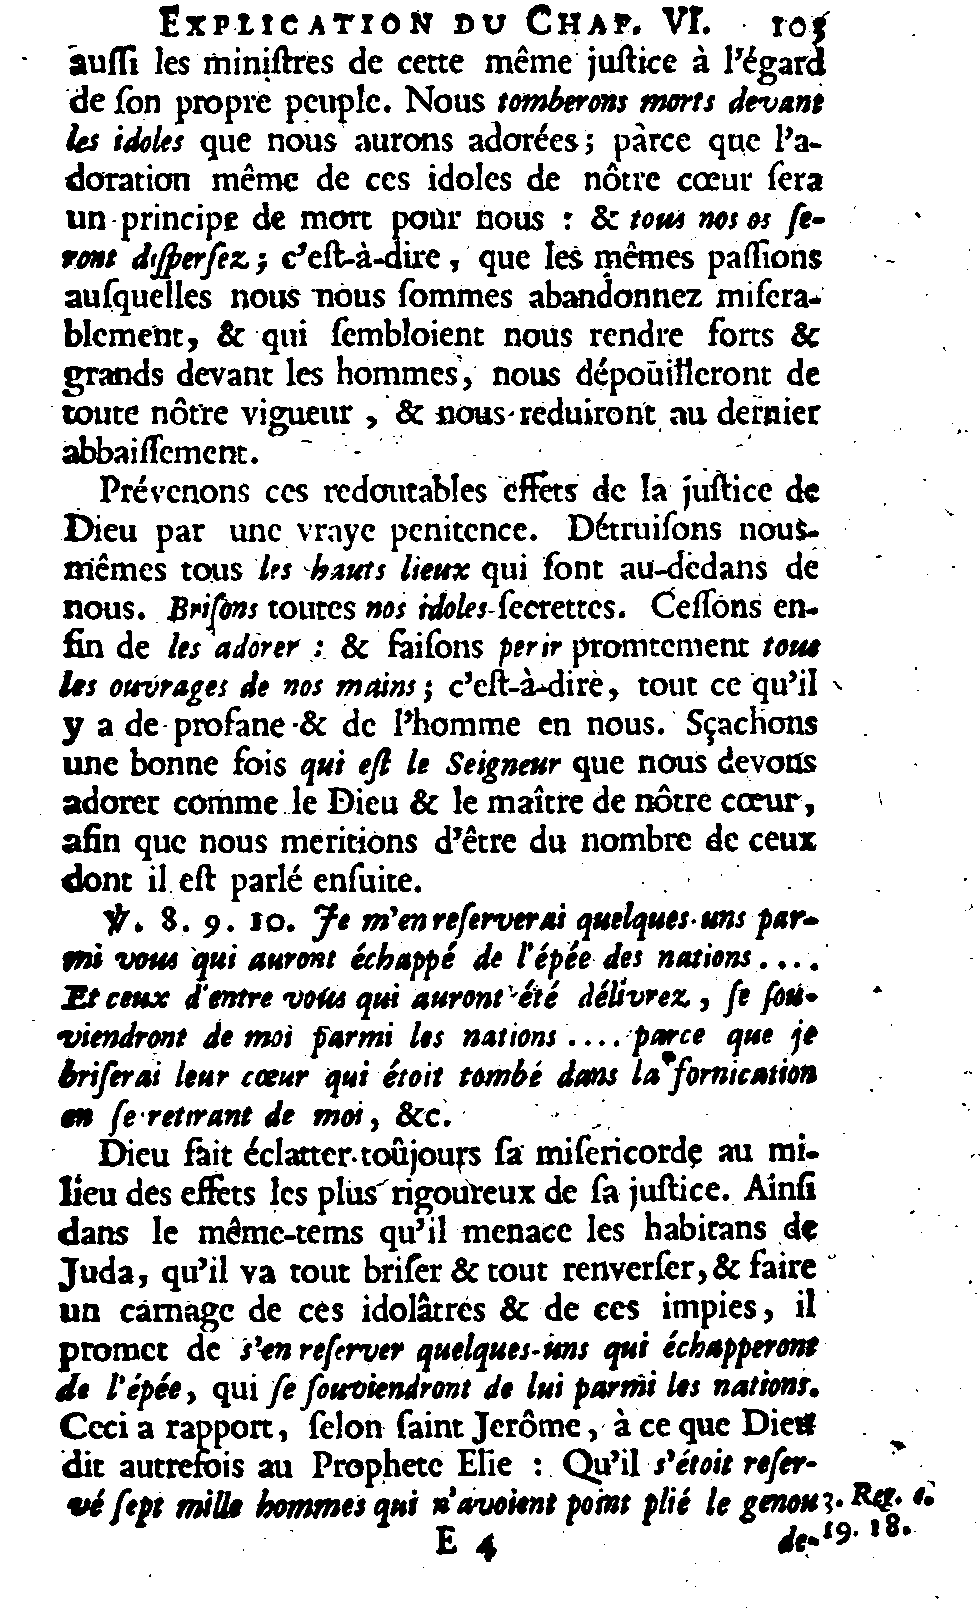 EXPLICATION DU CHAP. VI. 105
auſſi les miniſtres de cette même juſtice à l'égard
de ſon propre peuple. Nous tomberons morts devant
les idoles que nous aurons adorées; parce que l'a-
doration même de ces idoles de nôtre cœur ſera
un principe de mort pour nous : & tous nos os ſe-
ront diſperſez; c'eſt-à-dire, que les mêmes paſſions
auſquelles nous nous ſommes abandonnez miſera-
blement, & qui ſembloient nous rendre forts &
grands devant les hommes, nous dépoüilleront de
toute nôtre vigueur, & nous reduiront au dernier
abbaiſſement.
Prévenons ces redoutables effets de la juſtice de
Dieu par une vraye penitence. Détruiſons nous-
mêmes tous les hauts lieux qui ſont au-dedans de
nous. Briſons toutes nos idoles ſecrettes. Ceſſons en-
fin de les adorer : & faiſons perir promtement tous
les ouvrages de nos mains; c'eſt-à-dire, tout ce qu'il
y a de profane & de l'homme en nous. Sçachons
une bonne fois qui eſt le Seigneur que nous devons
adorer comme le Dieu & le maître de nôtre cœur,
afin que nous meritions d'être du nombre de ceux
dont il eſt parlé enſuite.
℣. 8. 9. 10. Je m'en reſerverai quelques-uns par-
mi vous qui auront échappé de l'épée des nations....
Et ceux d'entre vous qui auront été délivrez, ſe ſou-
viendront de moi parmi les nations .... parce que je
briſerai leur cœur qui étoit tombé dans la fornication
en ſe retirant de moi, &c.
Dieu fait éclatter toûjours ſa miſericorde au mi-
lieu des effets les plus rigoureux de ſa juſtice. Ainſi
dans le même-tems qu'il menace les habitans de
Juda, qu'il va tout briſer & tout renverſer, & faire
un carnage de ces idolâtres & de ces impies, il
promet de s'en reſerver quelques-uns qui échapperont
de l'épée, qui ſe ſouviendront de lui parmi les nations.
Ceci a rapport, ſelon ſaint Jerôme, à ce que Dieu
dit autrefois au Prophete Elie : Qu'il s'étoit reſer-
vé ſept mille hommes qui n'avoient point plié le genou
3. Reg. c.
19. 18.
E 4
de-